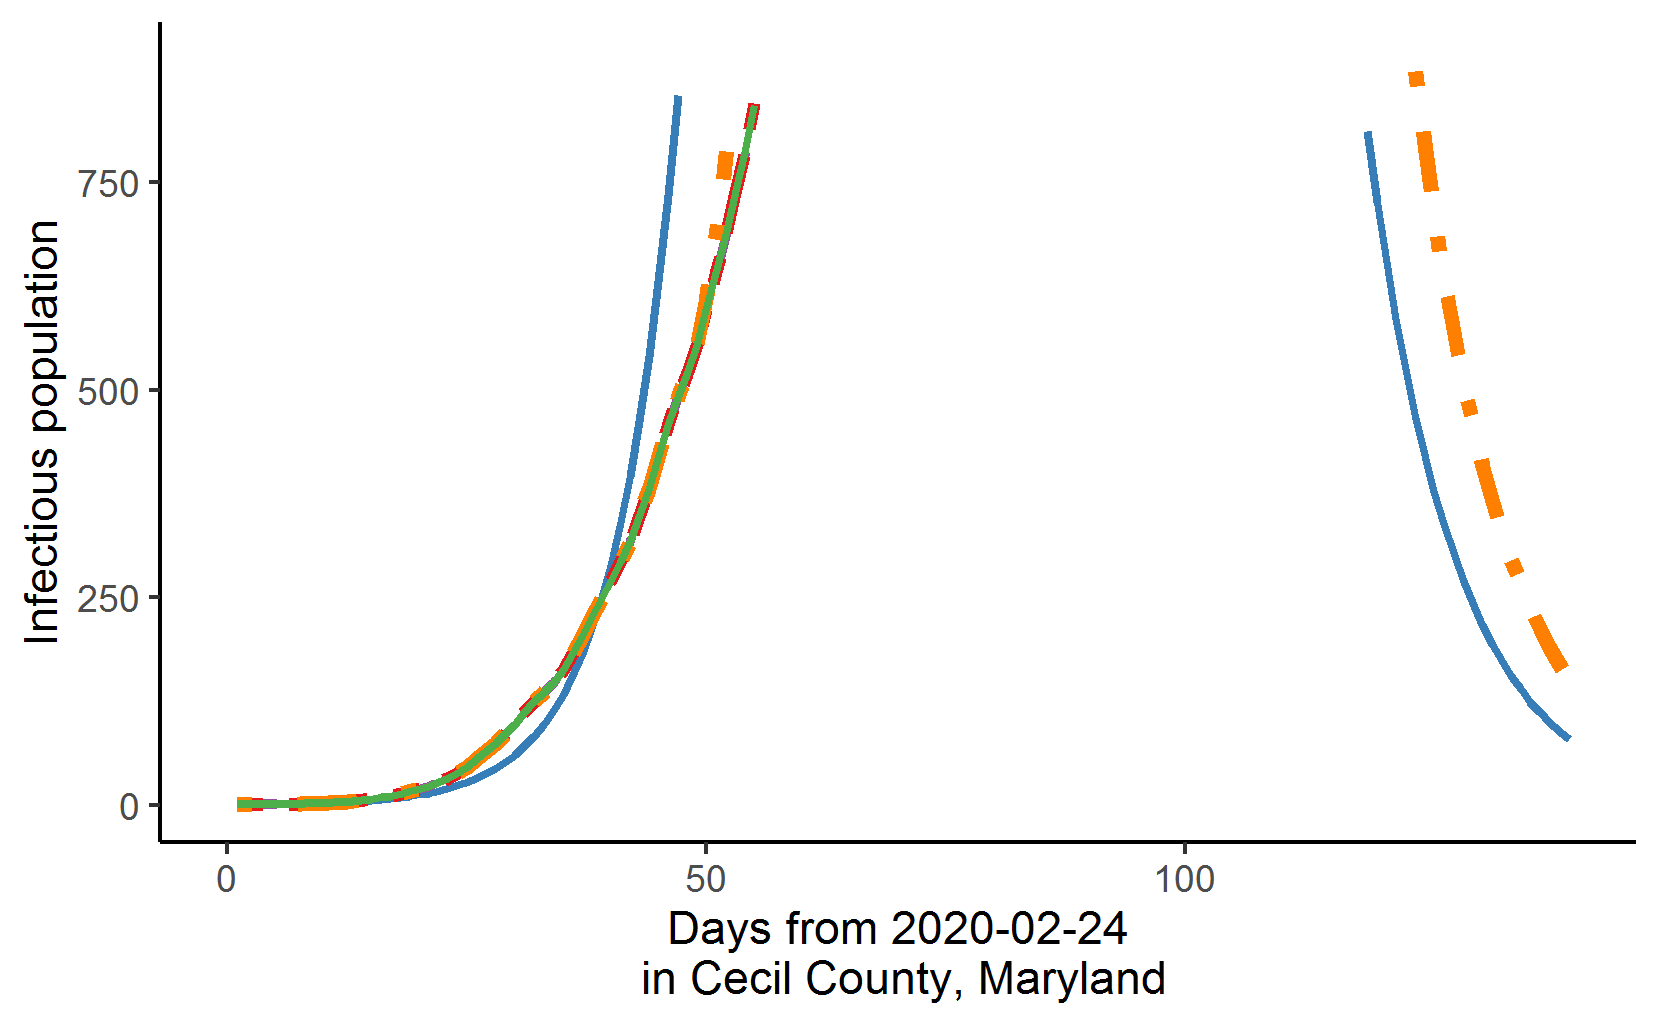 Infectious population
750
500
250
0
0
50
100
Days from 2020-02-24
in Cecil County, Maryland